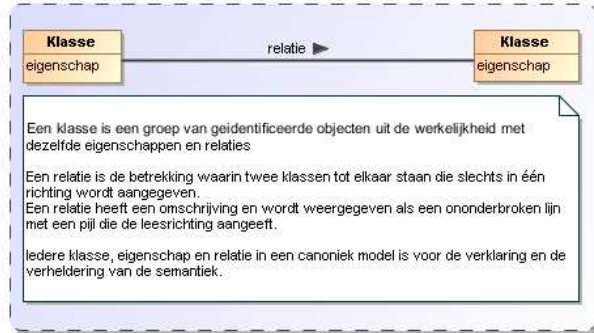 Klasse
eigenschap
relatie
Klasse
eigenschap
Een klasse is een groep van geidentificeerde objecten uit de werkelijkheid met
dezelfde eigenschappen en relaties
Een relatie is de betrekking waarin twee klassen tot elkaar staan die slechts in één
richting wordt aangegeven.
Een relatie heeft een omschrijving en wordt weergegeven als een ononderbroken lijn
met een pijl die de leesrichting aangeeft.
Iedere klasse, eigenschap en relatie in een canoniek model is voor de verklaring en de
verheldering van de semantiek.